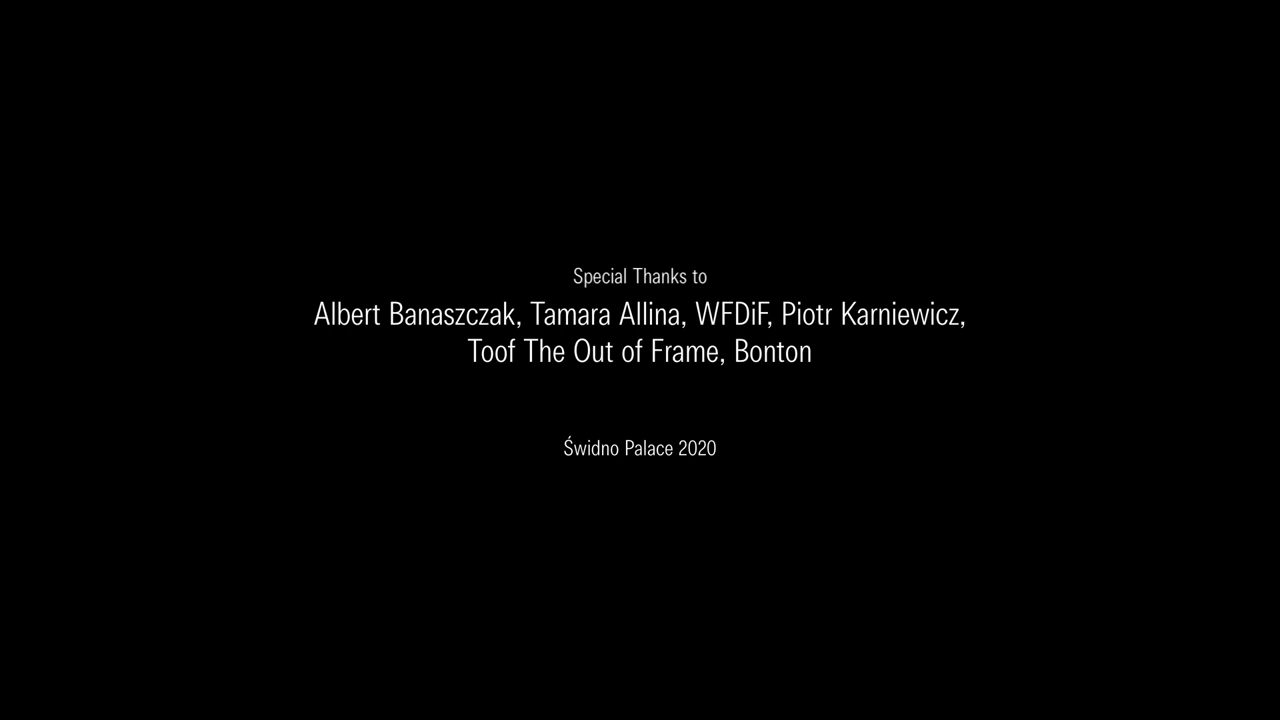 Special Thanks to
Albert Banaszczak, Tamara Allina, WFDiF, Piotr Karniewicz,
Toof The Out of Frame, Bonton
Świdno Palace 2020